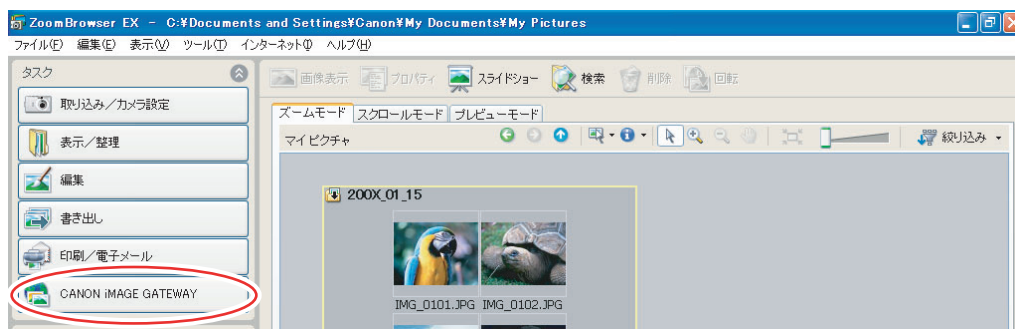 ZoomBrowser EX - C:¥Documents and Settings¥Canon¥My Documents¥My Pictures
ファイル(F) 編集(E) 表示(V) ツール(T) インターネット(I) ヘルプ(H)
タスク
画像表示 プロパティ スライドショー 検索 削除 回転
取り込み／カメラ設定
ズームモード スクロールモード プレビューモード
マイ ピクチャ 絞り込み
表示／整理
編集
200X_01_15
書き出し
印刷／電子メール
CANON iMAGE GATEWAY
IMG_0101.JPG IMG_0102.JPG